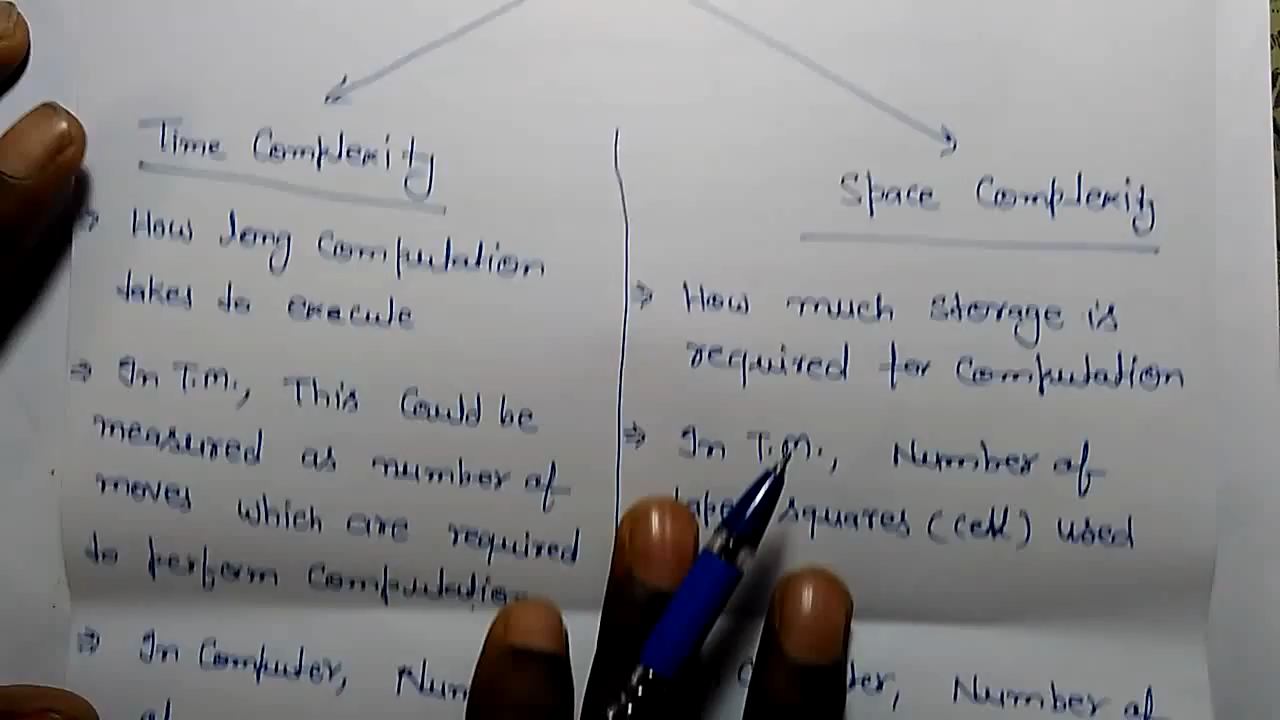 Time Complexity
⇒ How long Computation
takes to execute
⇒ In T.M., This Could be
measured as number of
moves which are required
to perform Computation
⇒ In Computer,
of
Space Complexity
⇒ How much storage is
required for Computation
⇒ In T.M., Number of
tape squares (cell) used
Number of